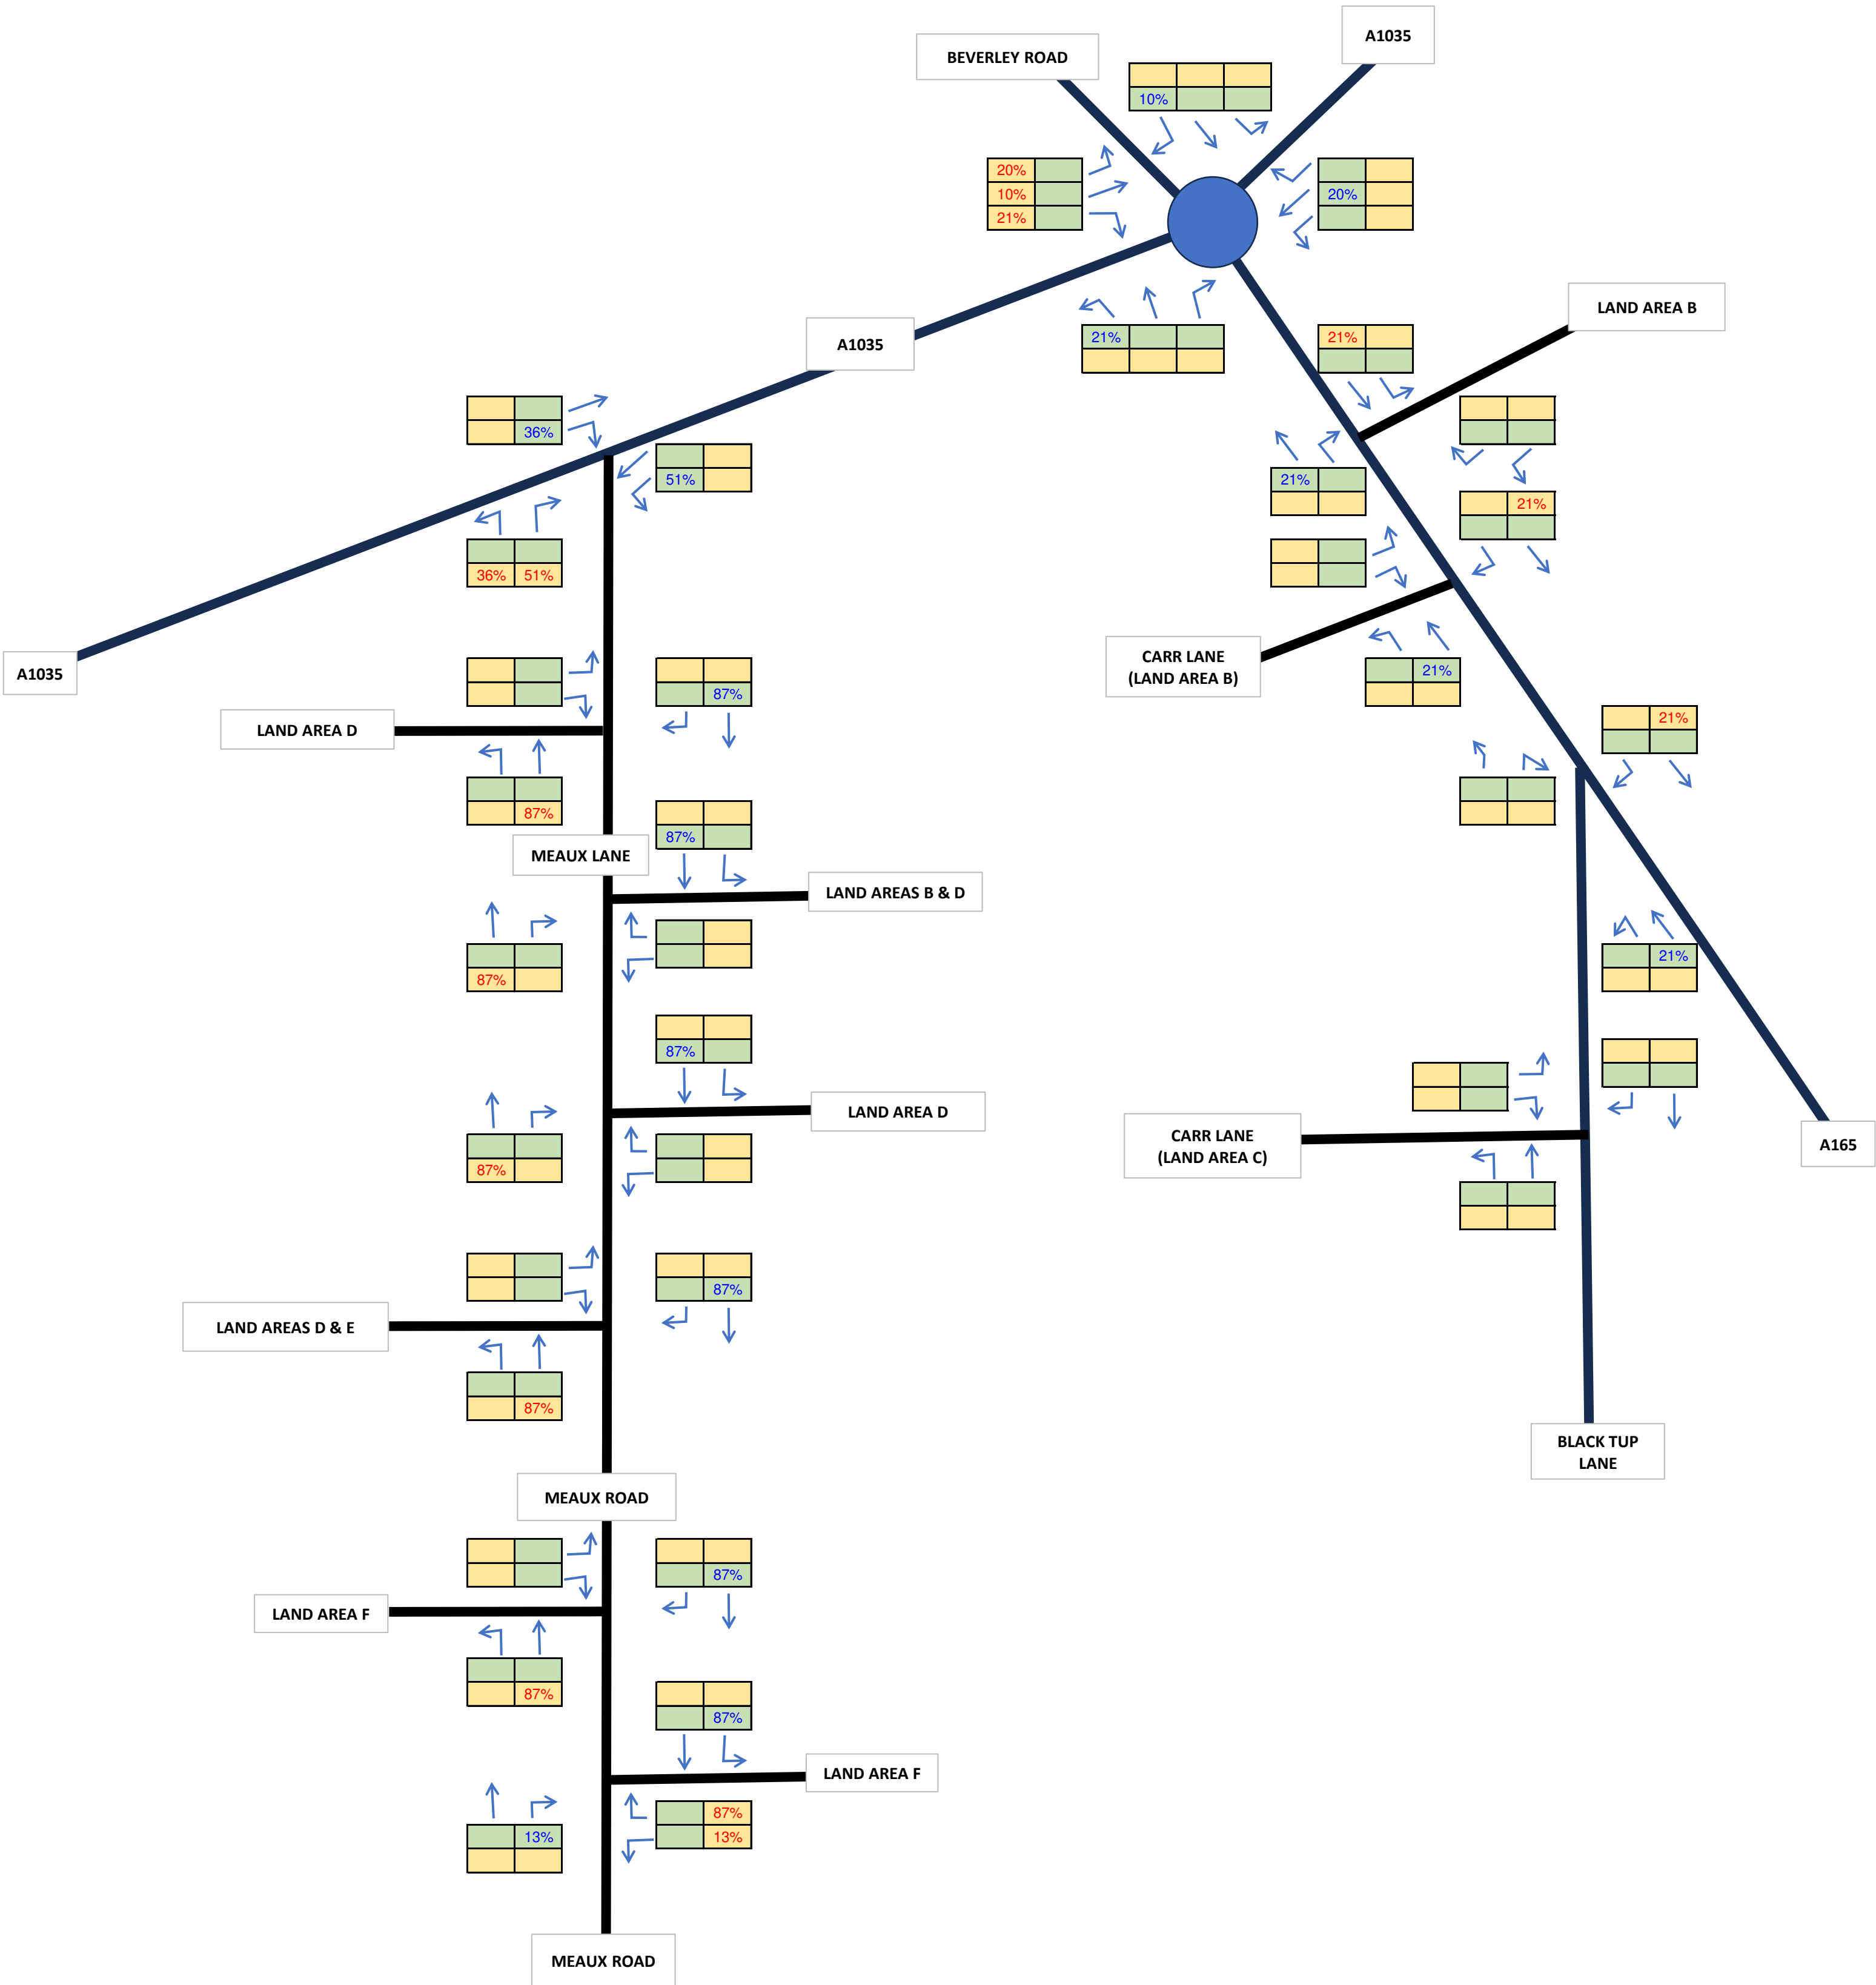 A1035
BEVERLEY ROAD
10%
20%
10%
21%
20%
LAND AREA B
21%
21%
A1035
36%
51%
21%
21%
36% 51%
CARR LANE
(LAND AREA B)
21%
A1035
87%
21%
LAND AREA D
87%
87%
MEAUX LANE
LAND AREAS B & D
21%
87%
87%
LAND AREA D
CARR LANE
(LAND AREA C)
A165
87%
87%
LAND AREAS D & E
87%
BLACK TUP
LANE
MEAUX ROAD
87%
LAND AREA F
87%
87%
LAND AREA F
87%
13%
13%
MEAUX ROAD